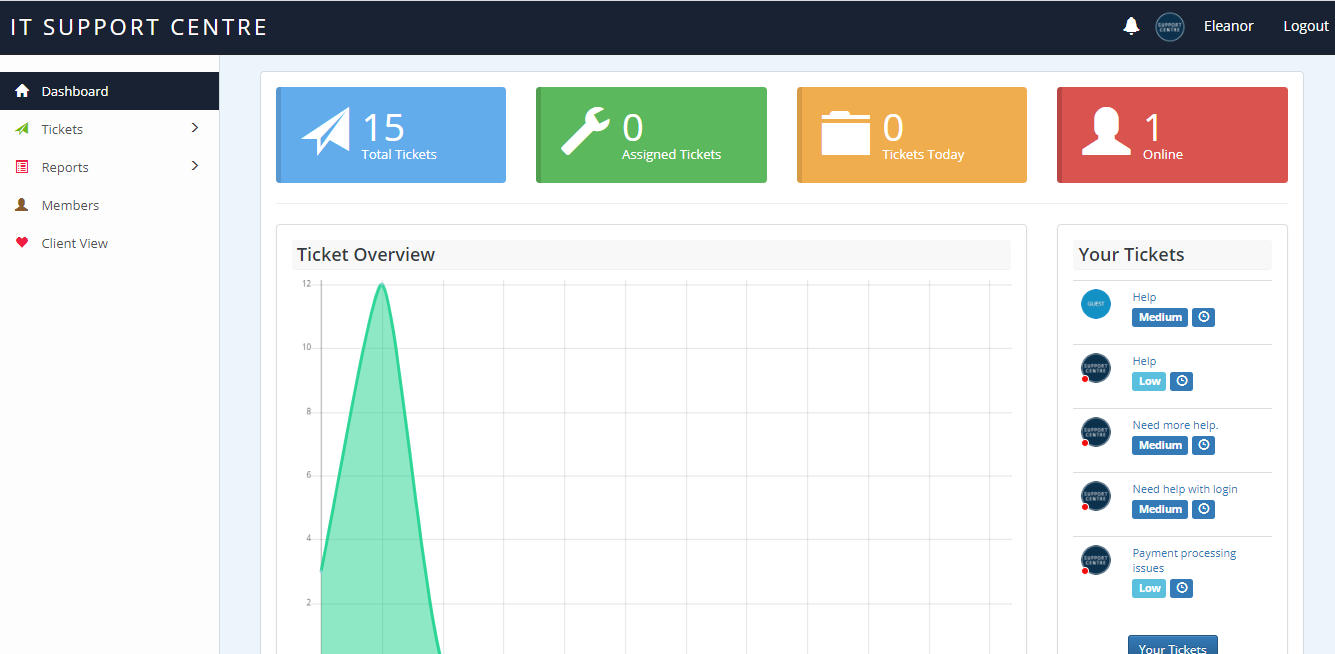 IT SUPPORT CENTRE
SUPPORT
CENTRE
Eleanor
Logout
Dashboard
Tickets
Reports
Members
Client View
15
Total Tickets
0
Assigned Tickets
0
Tickets Today
1
Online
Ticket Overview
12
10
8
6
4
2
Your Tickets
GUEST
Help
Medium
SUPPORT
CENTRE
Help
Low
SUPPORT
CENTRE
Need more help.
Medium
SUPPORT
CENTRE
Need help with login
Medium
SUPPORT
CENTRE
Payment processing
issues
Low
Your Tickets